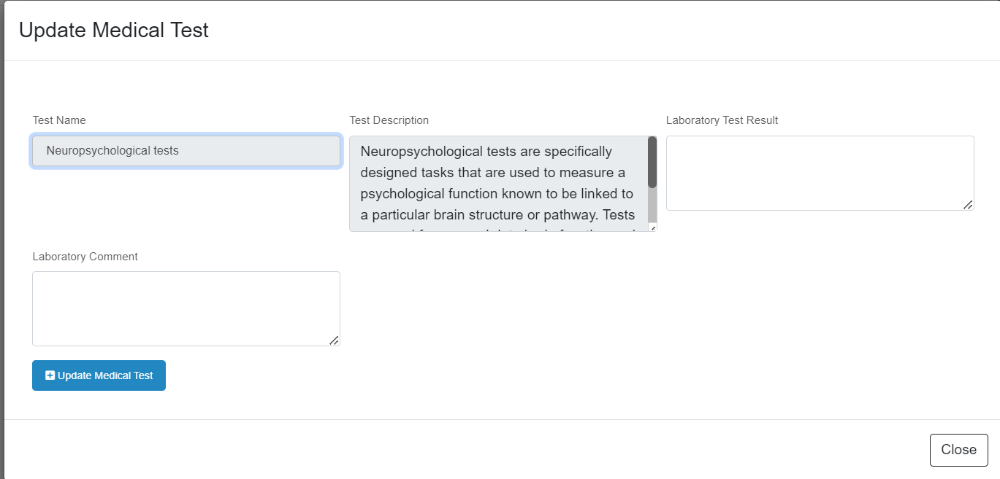 Update Medical Test
Test Name
Neuropsychological tests
Test Description
Neuropsychological tests are specifically
designed tasks that are used to measure a
psychological function known to be linked to
a particular brain structure or pathway. Tests
Laboratory Test Result
Laboratory Comment
Update Medical Test
Close